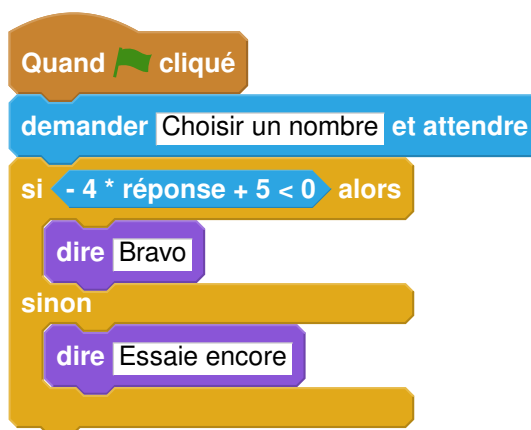 Quand cliqué
demander Choisir un nombre et attendre
si - 4 * réponse + 5 < 0 alors
dire Bravo
sinon
dire Essaie encore